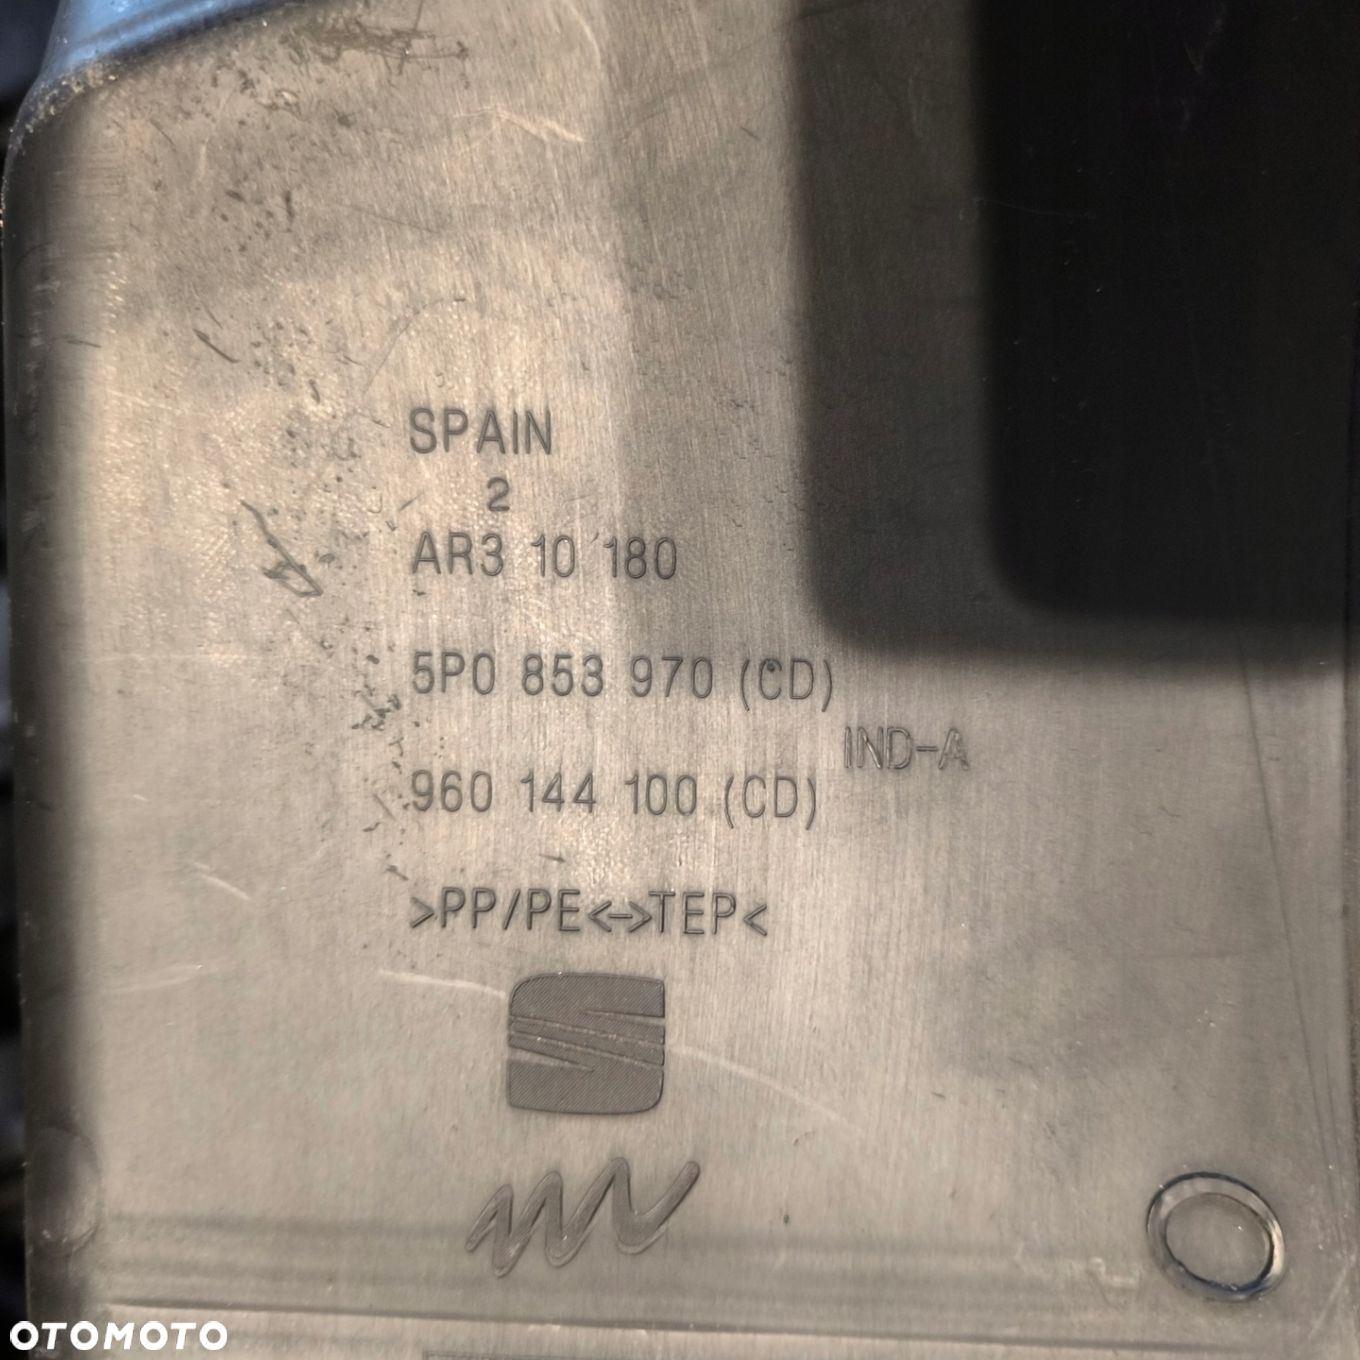 SPAIN
2
AR3 10 180
5P0 853 970 (CD)
IND-A
960 144 100 (CD)
>PP/PE<->TEP<
OTOMOTO